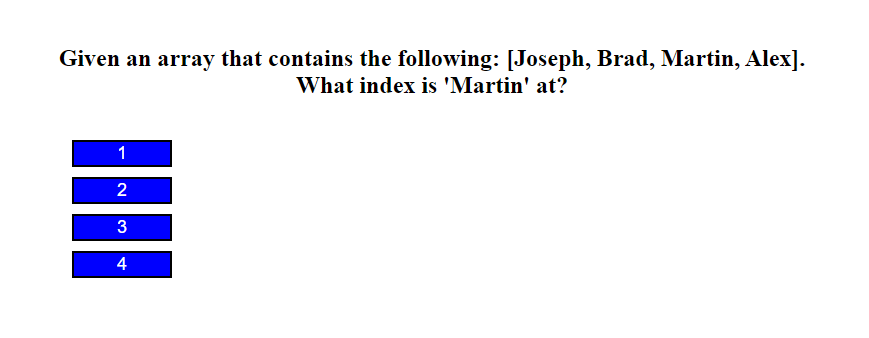 Given an array that contains the following: [Joseph, Brad, Martin, Alex].
What index is 'Martin' at?
1
2
3
4